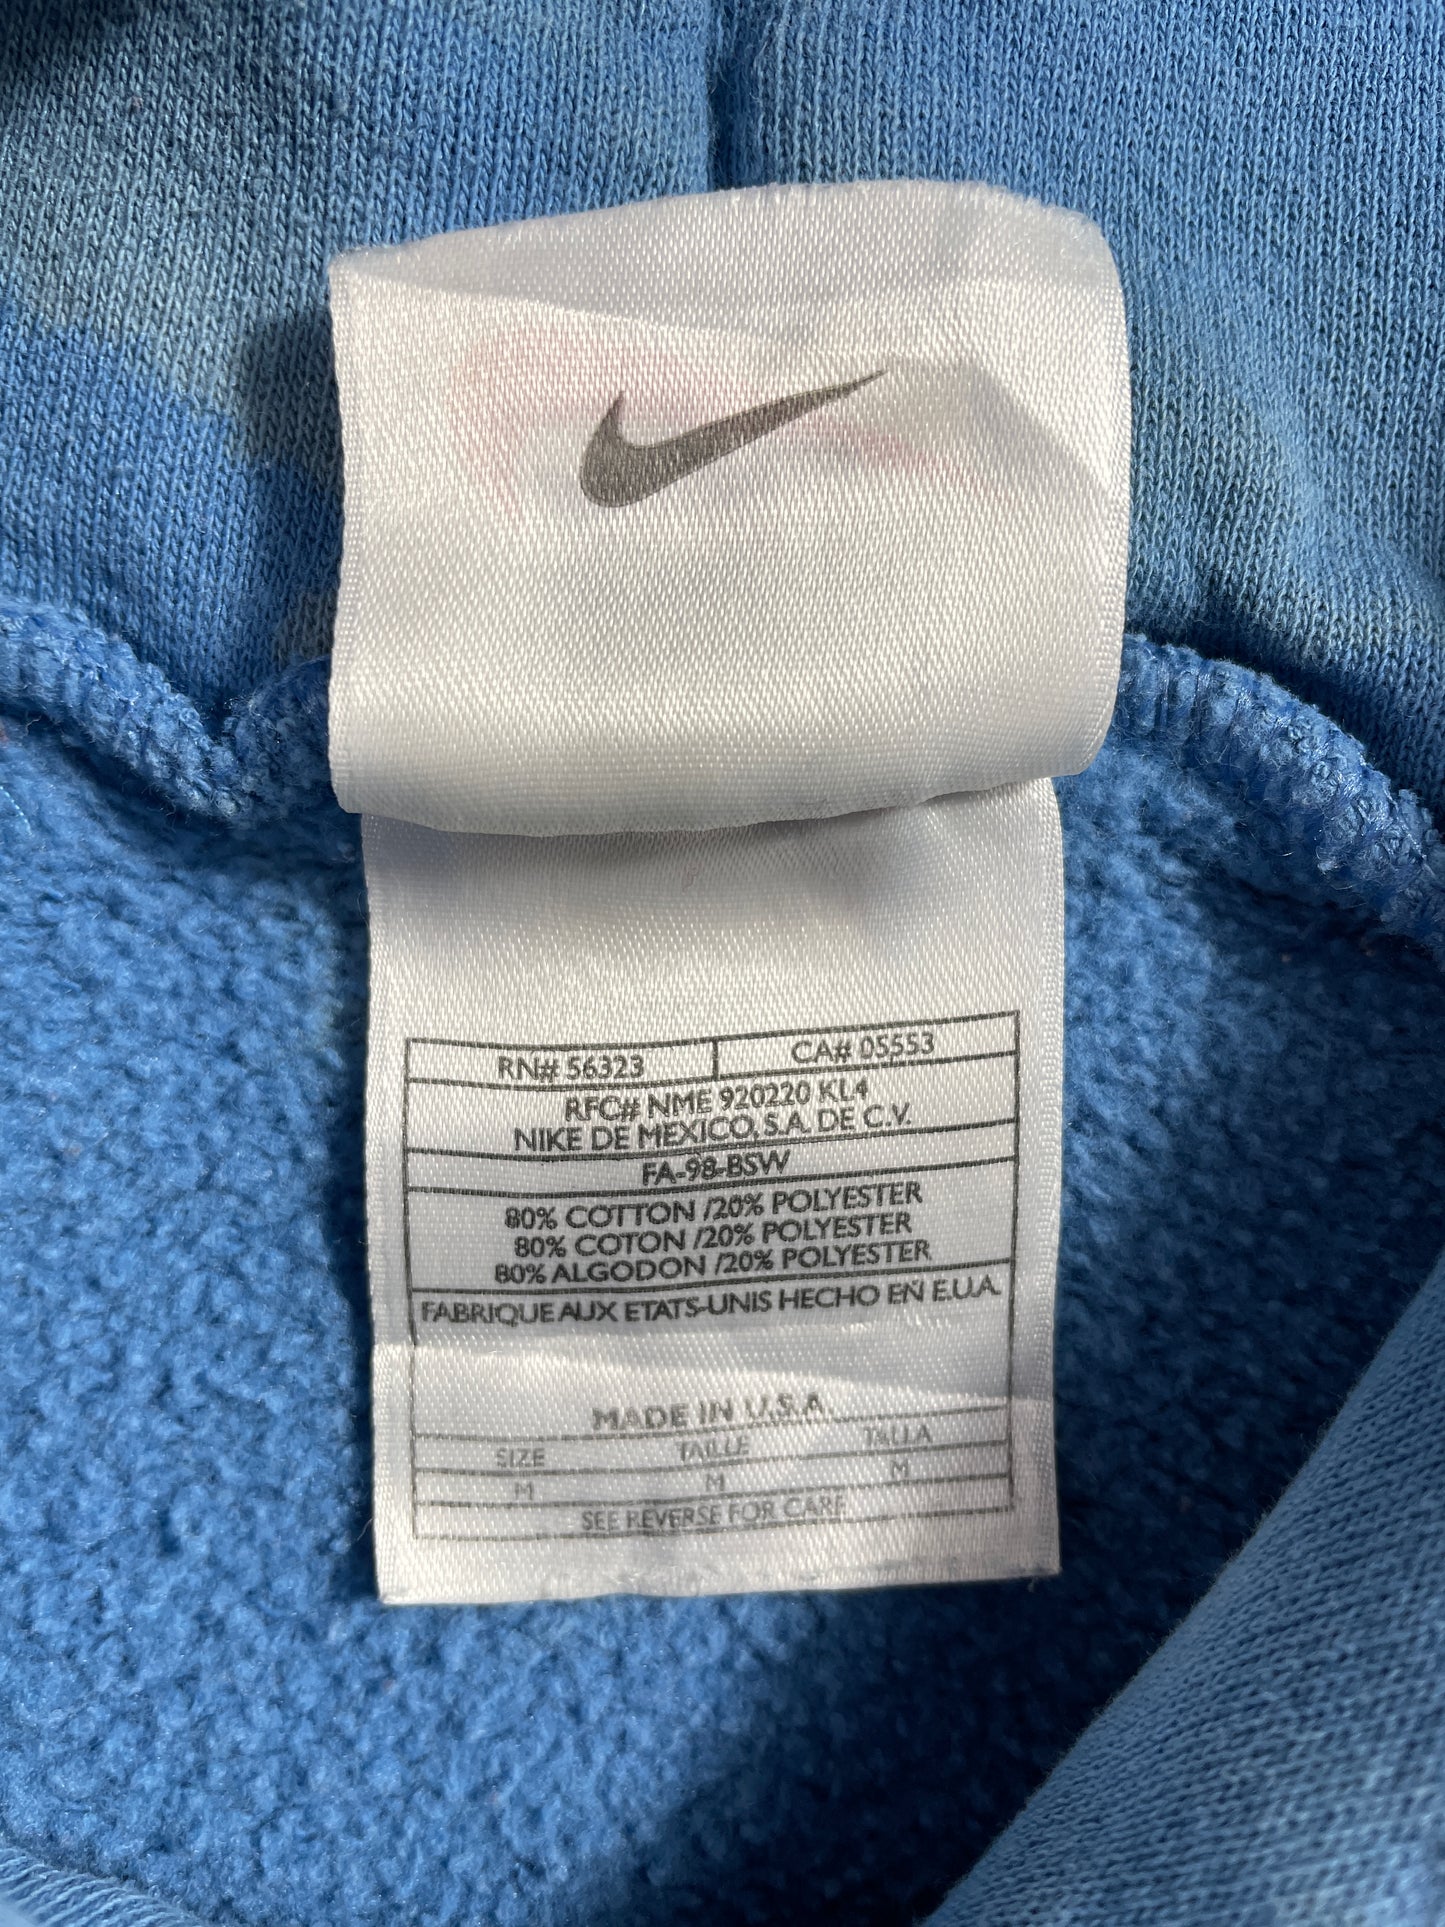 RN# 56323 CA# 05553
RFC# NME 920220 KL4
NIKE DE MEXICO, S.A. DE C.V.
FA-98-BSW
80% COTTON /20% POLYESTER
80% COTON /20% POLYESTER
80% ALGODON /20% POLYESTER
FABRIQUE AUX ETATS-UNIS HECHO EN E.U.A.
MADE IN U.S.A.
SIZE TAILLE TALLA
M M M
SEE REVERSE FOR CARE